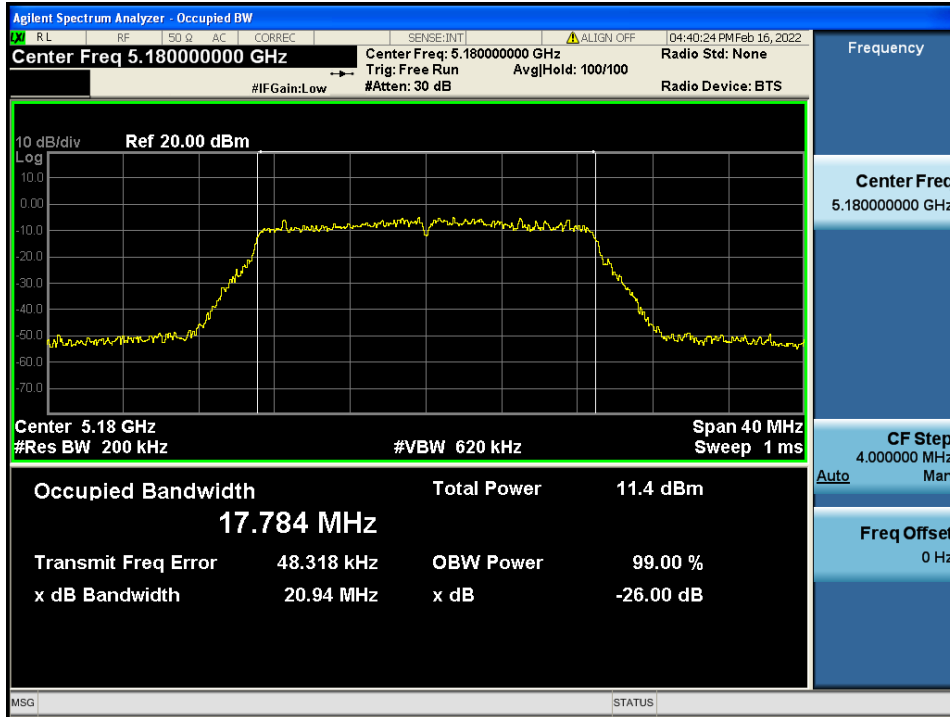 Agilent Spectrum Analyzer - Occupied BW
LXI RL RF 50 Ω AC CORREC SENSE:INT ALIGN OFF 04:40:24 PM Feb 16, 2022
Center Freq 5.180000000 GHz
Center Freq: 5.180000000 GHz Radio Std: None
Trig: Free Run Avg|Hold: 100/100
#IFGain:Low #Atten: 30 dB Radio Device: BTS
10 dB/div Ref 20.00 dBm
Log
10.0
0.00
-10.0
-20.0
-30.0
-40.0
-50.0
-60.0
-70.0
Center 5.18 GHz Span 40 MHz
#Res BW 200 kHz #VBW 620 kHz Sweep 1 ms
Occupied Bandwidth Total Power 11.4 dBm
17.784 MHz
Transmit Freq Error 48.318 kHz OBW Power 99.00 %
x dB Bandwidth 20.94 MHz x dB -26.00 dB
MSG STATUS
Frequency
Center Freq
5.180000000 GHz
CF Step
4.000000 MHz
Auto Man
Freq Offset
0 Hz